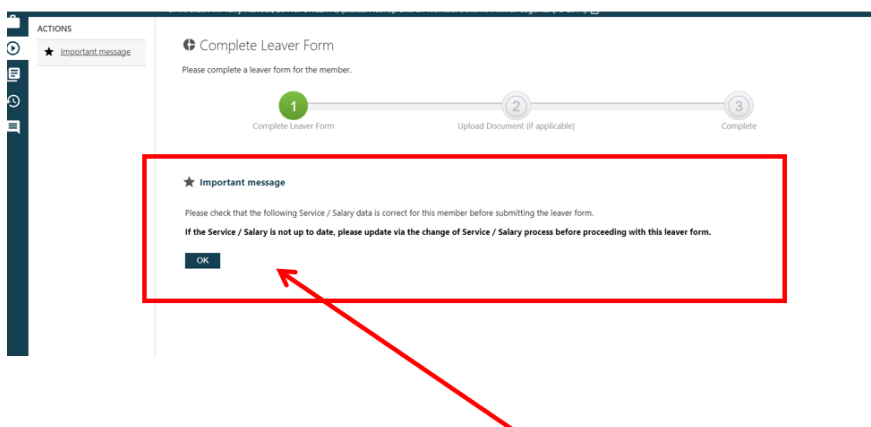 ACTIONS
Important message
Complete Leaver Form
Please complete a leaver form for the member.
1
2
3
Complete Leaver Form
Upload Document (if applicable)
Complete
Important message
Please check that the following Service / Salary data is correct for this member before submitting the leaver form.
If the Service / Salary is not up to date, please update via the change of Service / Salary process before proceeding with this leaver form.
OK